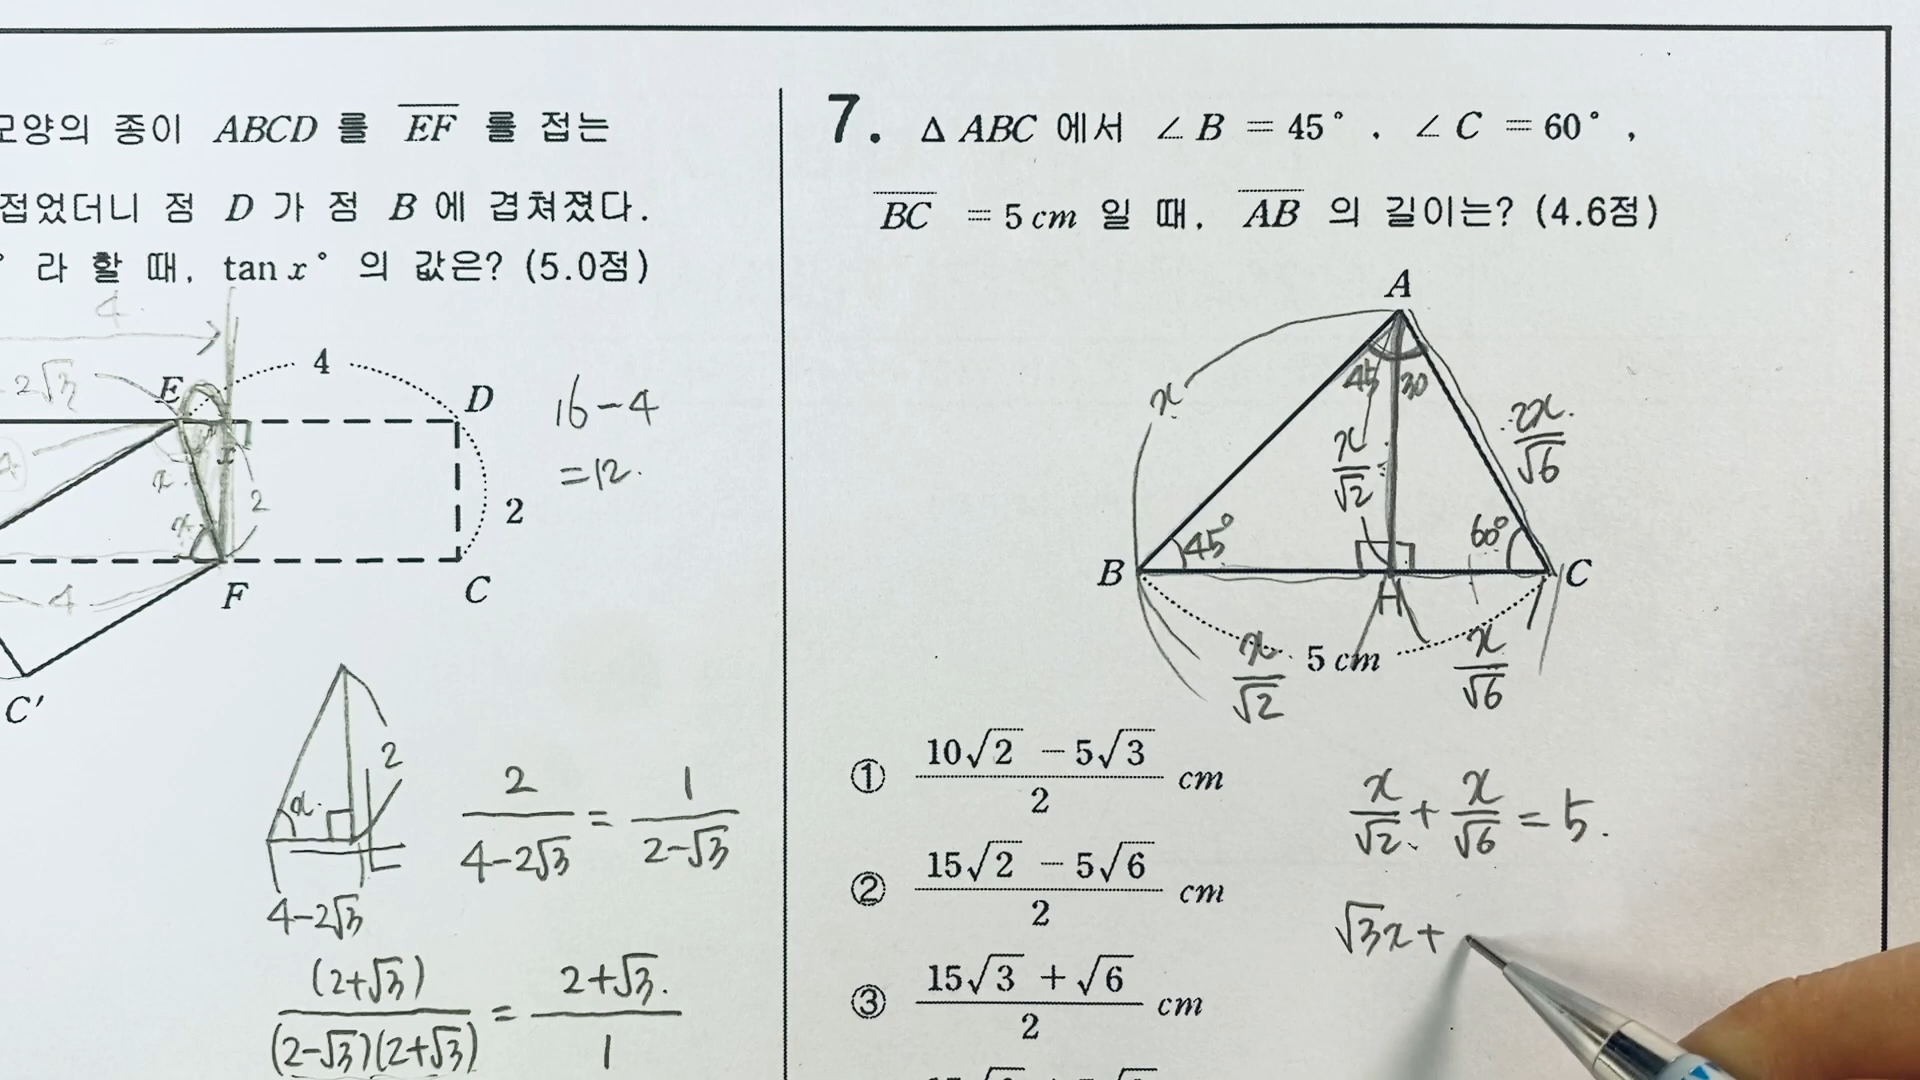 모양의 종이 ABCD 를 EF 를 접는
접었더니 점 D 가 점 B 에 겹쳐졌다.
° 라 할 때, tan x° 의 값은? (5.0점)
4
2√3
E
4
D
16-4
=12.
x
x
x
2
2
4
F
C
C'
2
x
4-2√3
2/(4-2√3) = 1/(2-√3)
(2+√3)/((2-√3)(2+√3)) = (2+√3)/1
7. △ABC 에서 ∠B = 45°, ∠C = 60°,
BC = 5 cm 일 때, AB 의 길이는? (4.6점)
A
x
45 30
2x/√6
x/√2
45°
60°
B
H
C
x/√2
5 cm
x/√6
① (10√2 - 5√3)/2 cm
② (15√2 - 5√6)/2 cm
③ (15√3 + √6)/2 cm
x/√2 + x/√6 = 5.
√3x+